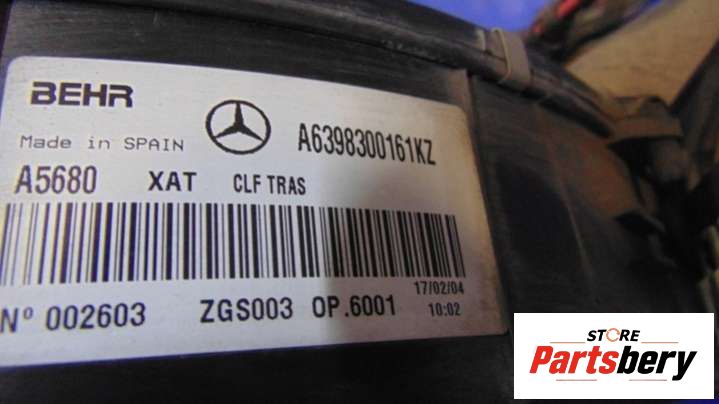 BEHR
Made in SPAIN
A6398300161KZ
A5680 XAT CLF TRAS
17/02/04
Nº 002603 ZGS003 OP.6001 10:02
STORE
Partsbery